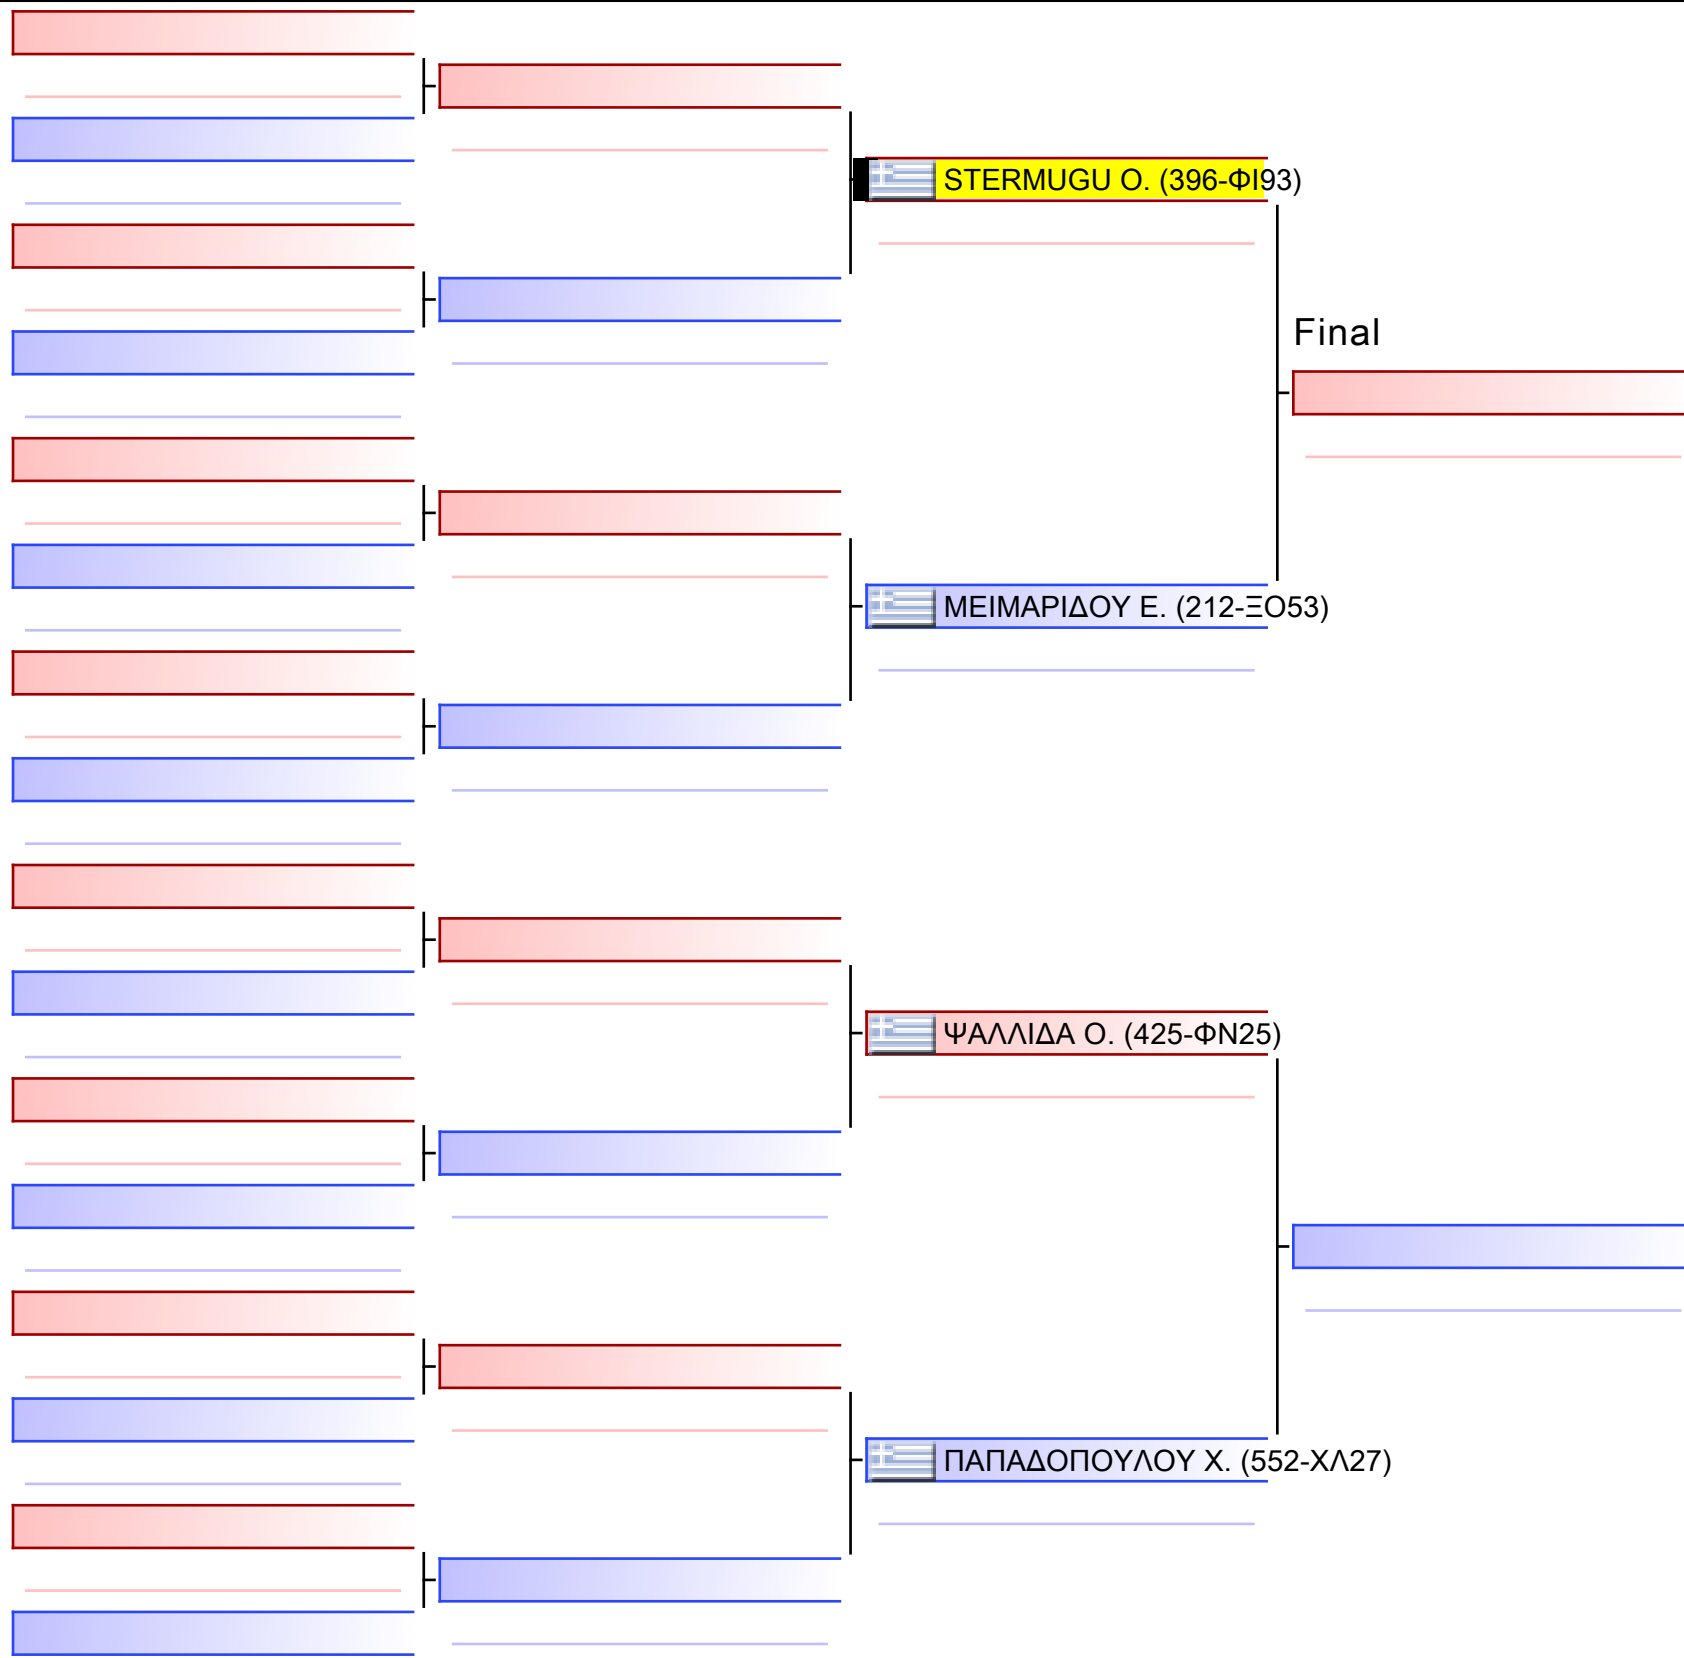 STERMUGU O. (396-ΦΙ93)
Final
ΜΕΙΜΑΡΙΔΟΥ Ε. (212-ΞΟ53)
ΨΑΛΛΙΔΑ Ο. (425-ΦΝ25)
ΠΑΠΑΔΟΠΟΥΛΟΥ Χ. (552-ΧΛ27)